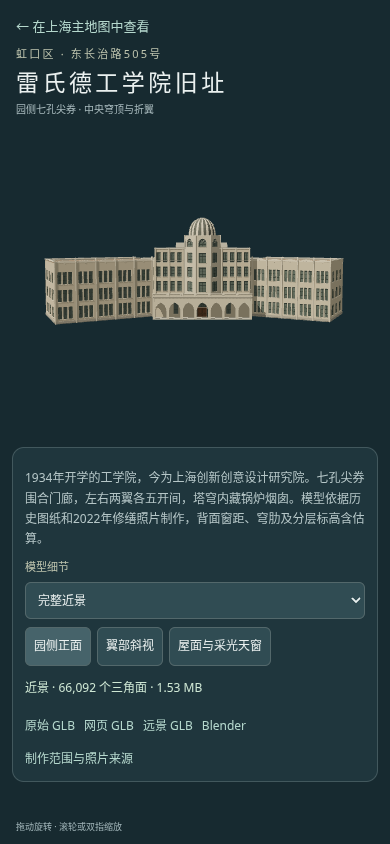 ← 在上海主地图中查看
虹口区 · 东长治路505号
雷氏德工学院旧址
园侧七孔尖券 · 中央穹顶与折翼
1934年开学的工学院，今为上海创新创意设计研究院。七孔尖券
围合门廊，左右两翼各五开间，塔穹内藏锅炉烟囱。模型依据历
史图纸和2022年修缮照片制作，背面窗距、穹肋及分层标高含估
算。
模型细节
完整近景
园侧正面 翼部斜视 屋面与采光天窗
近景 · 66,092 个三角面 · 1.53 MB
原始 GLB 网页 GLB 远景 GLB Blender
制作范围与照片来源
拖动旋转 · 滚轮或双指缩放